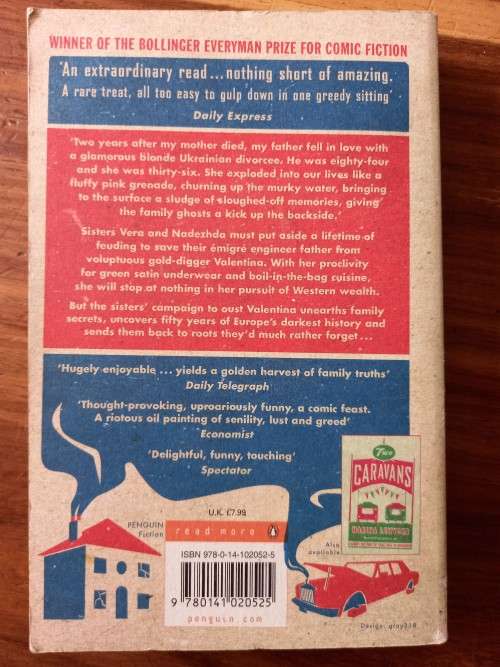 WINNER OF THE BOLLINGER EVERYMAN PRIZE FOR COMIC FICTION
'An extraordinary read...nothing short of amazing.
A rare treat, all too easy to gulp down in one greedy sitting'
Daily Express
'Two years after my mother died, my father fell in love with
a glamorous blonde Ukrainian divorcee. He was eighty-four
and she was thirty-six. She exploded into our lives like a
fluffy pink grenade, churning up the murky water, bringing
to the surface a sludge of sloughed-off memories, giving
the family ghosts a kick up the backside.'
Sisters Vera and Nadezhda must put aside a lifetime of
feuding to save their émigré engineer father from
voluptuous gold-digger Valentina. With her proclivity
for green satin underwear and boil-in-the-bag cuisine,
she will stop at nothing in her pursuit of Western wealth.
But the sisters' campaign to oust Valentina unearths family
secrets, uncovers fifty years of Europe's darkest history and
sends them back to roots they'd much rather forget...
'Hugely enjoyable ... yields a golden harvest of family truths'
Daily Telegraph
'Thought-provoking, uproariously funny, a comic feast.
A riotous oil painting of senility, lust and greed'
Economist
'Delightful, funny, touching'
Spectator
Two
CARAVANS
PENGUIN
Fiction
U.K. £7.99
read more
ISBN 978-0-14-102052-5
9 780141 020525
penguin.com
Also
available
Design: gray318